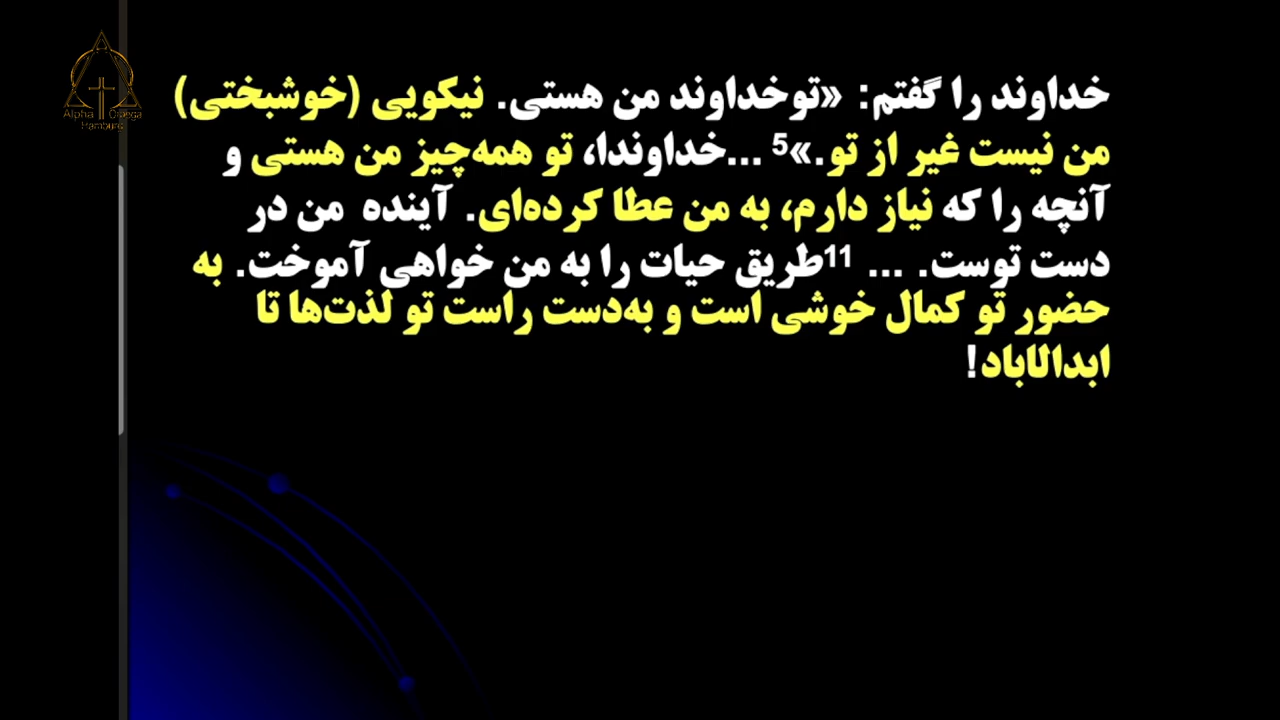 Alpha Omega
Hamburg
خداوند را گفتم: «توخداوند من هستی. نیکویی (خوشبختی)
من نیست غیر از تو.»5 ...خداوندا، تو همه‌چیز من هستی و
آنچه را که نیاز دارم، به من عطا کرده‌ای. آینده من در
دست توست. ... 11طریق حیات را به من خواهی آموخت. به
حضور تو کمال خوشی است و به‌دست راست تو لذت‌ها تا
ابدالاباد!